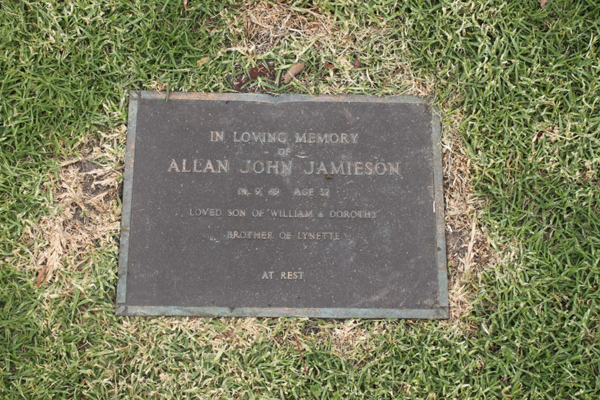 IN LOVING MEMORY
OF
ALLAN JOHN JAMIESON
AGE
LOVED SON OF WILLIAM & DOROTHY
BROTHER OF LYNETTE
AT REST